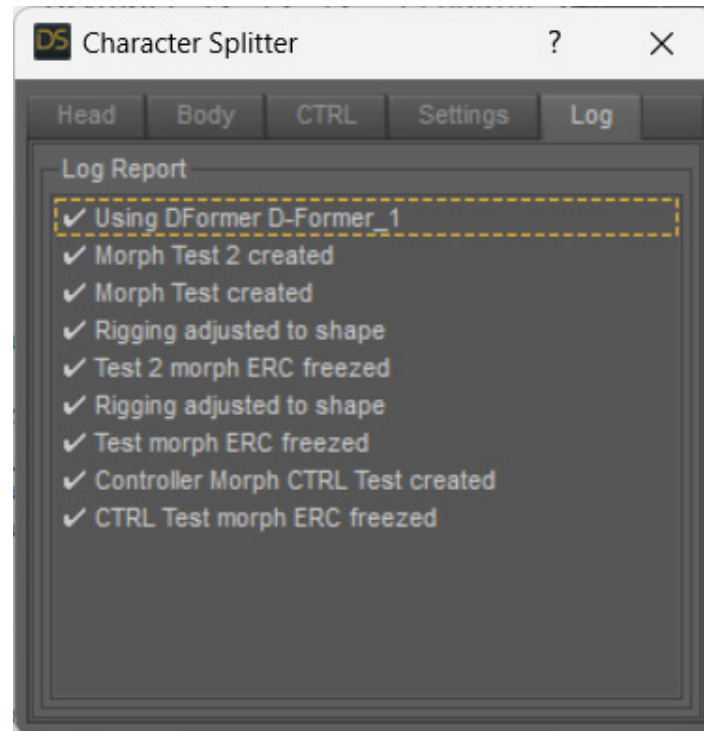 DS Character Splitter ?
Head Body CTRL Settings Log
Log Report
✔ Using DFormer D-Former_1
✔ Morph Test 2 created
✔ Morph Test created
✔ Rigging adjusted to shape
✔ Test 2 morph ERC freezed
✔ Rigging adjusted to shape
✔ Test morph ERC freezed
✔ Controller Morph CTRL Test created
✔ CTRL Test morph ERC freezed